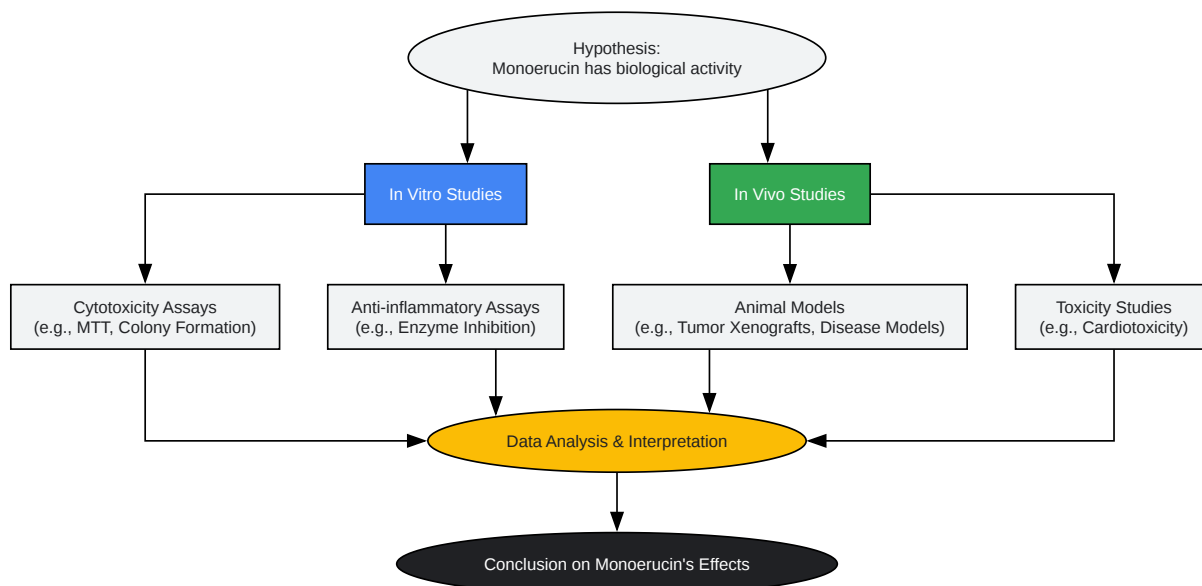 Hypothesis:
Monoerucin has biological activity
In Vitro Studies
In Vivo Studies
Cytotoxicity Assays
(e.g., MTT, Colony Formation)
Anti-inflammatory Assays
(e.g., Enzyme Inhibition)
Animal Models
(e.g., Tumor Xenografts, Disease Models)
Toxicity Studies
(e.g., Cardiotoxicity)
Data Analysis & Interpretation
Conclusion on Monoerucin's Effects